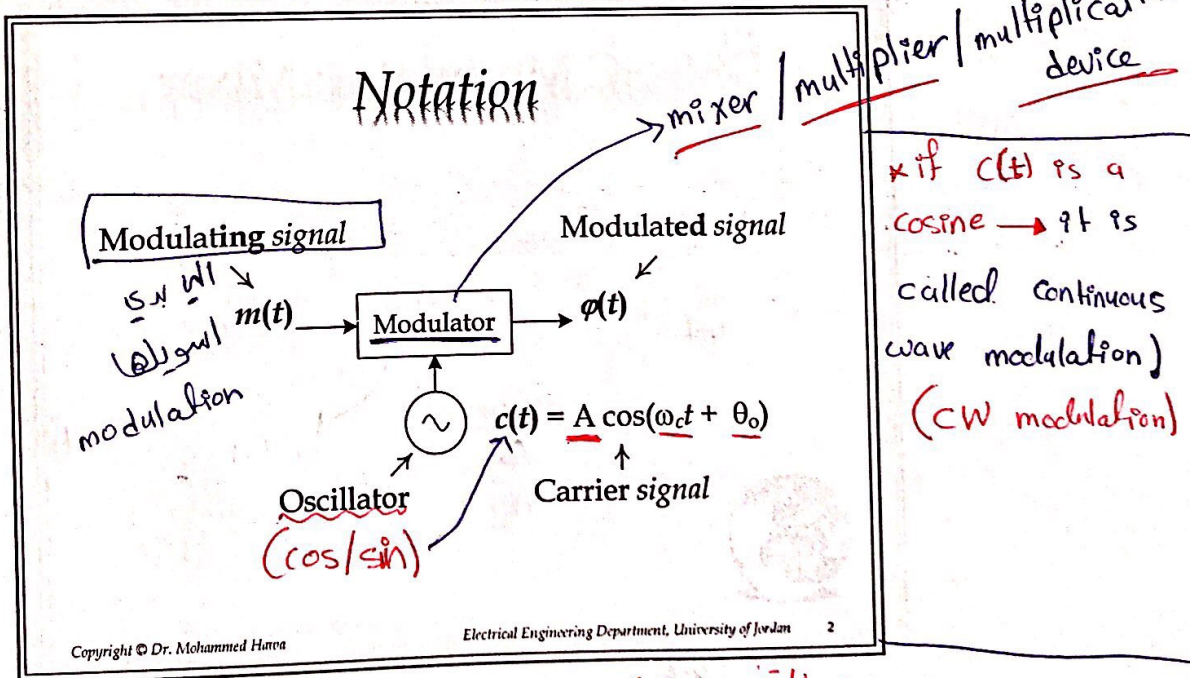 Notation
mixer / multiplier / 
device
Modulating signal
الي بدي
اسويلها
modulation
Modulated signal
m(t)
Modulator
φ(t)
c(t) = A cos(ωct + θo)
Carrier signal
Oscillator
(cos/sin)
* if c(t) is a
cosine → it is
called continuous
wave modulation)
(CW modulation)
Copyright © Dr. Mohammed Hawa
Electrical Engineering Department, University of Jordan
2